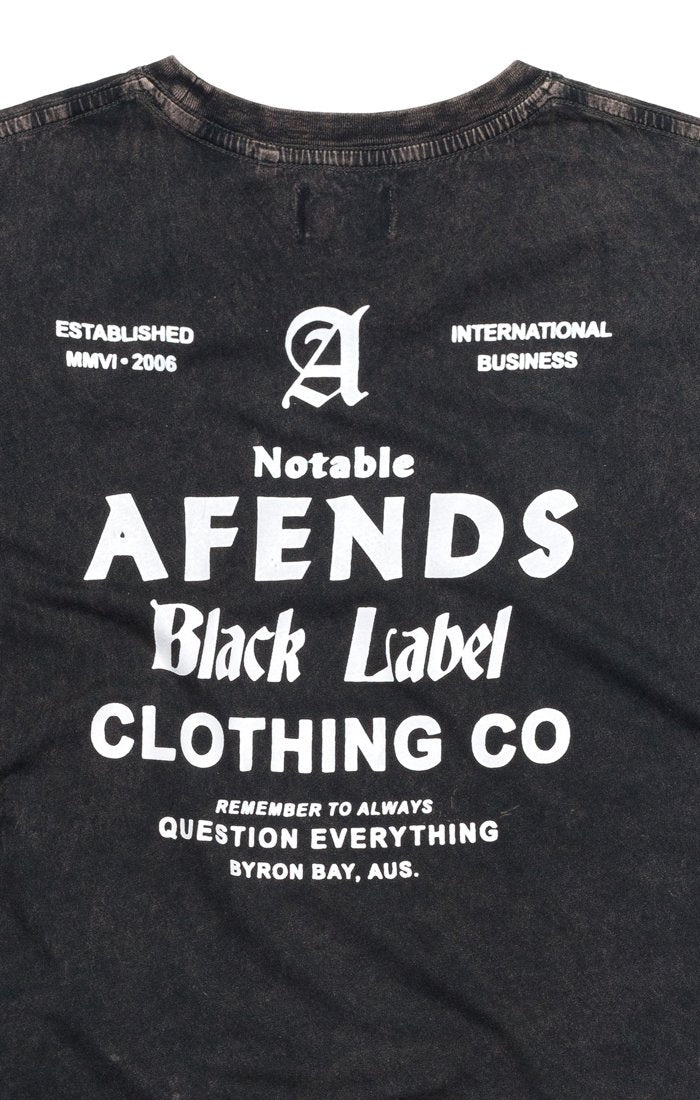 ESTABLISHED
MMVI • 2006
A
INTERNATIONAL
BUSINESS
Notable
AFENDS
Black Label
CLOTHING CO
REMEMBER TO ALWAYS
QUESTION EVERYTHING
BYRON BAY, AUS.